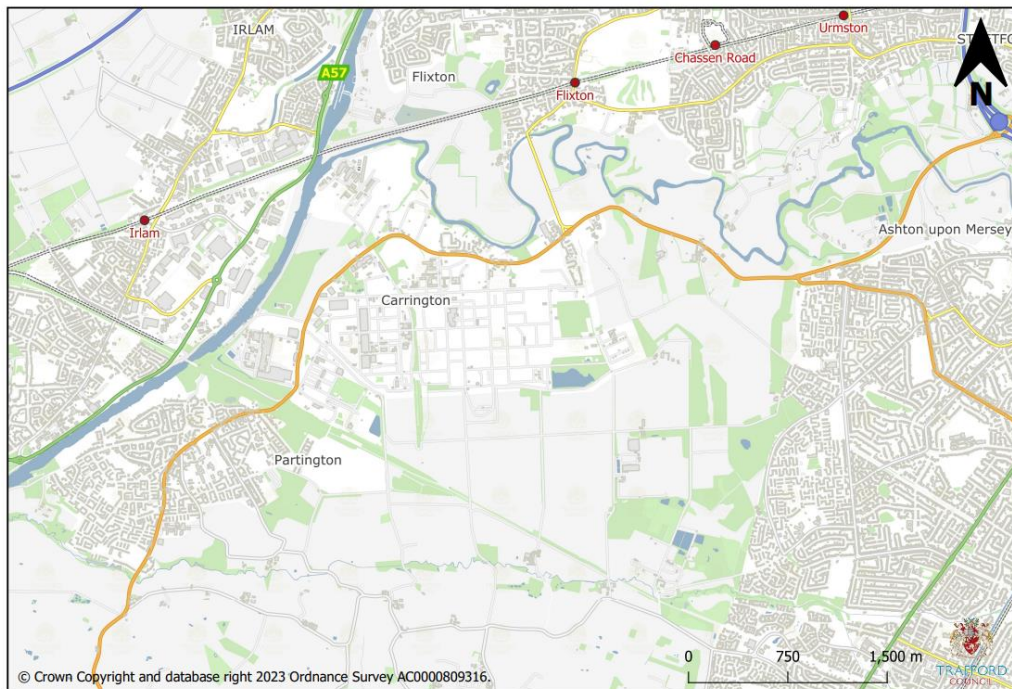 IRLAM
Urmston
STRETFO
Chassen Road
A57
Flixton
Flixton
N
Irlam
Ashton upon Mersey
Carrington
Partington
0 750 1,500 m
TRAFFORD
COUNCIL
© Crown Copyright and database right 2023 Ordnance Survey AC0000809316.